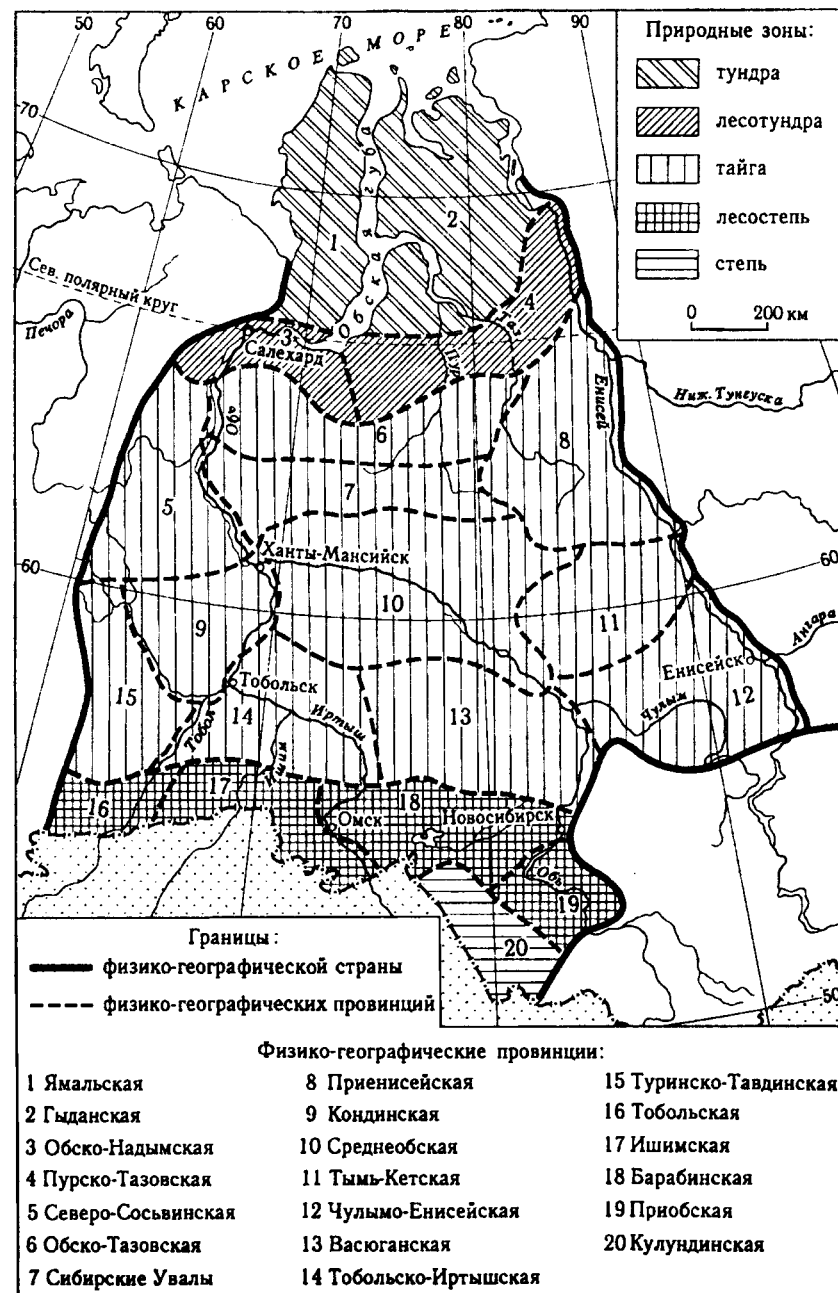 50
60
70
80
90
КАРСКОЕ МОРЕ
Природные зоны:
тундра
лесотундра
тайга
лесостепь
степь
0 200 км
70
Обская губа
1
2
Сев. полярный круг
Печора
3
Салехард
4
Таз
Пур
Енисей
Ниж. Тунгуска
Обь
6
8
7
5
Ханты-Мансийск
60
60
10
9
11
Ангара
Енисейск
Тобольск
15
14
Иртыш
13
Чулым
12
Тобол
Ишим
16
17
18
Омск
Новосибирск
Обь
19
20
50
Границы:
физико-географической страны
физико-географических провинций
Физико-географические провинции:
1 Ямальская
2 Гыданская
3 Обско-Надымская
4 Пурско-Тазовская
5 Северо-Сосьвинская
6 Обско-Тазовская
7 Сибирские Увалы
8 Приенисейская
9 Кондинская
10 Среднеобская
11 Тымь-Кетская
12 Чулымо-Енисейская
13 Васюганская
14 Тобольско-Иртышская
15 Туринско-Тавдинская
16 Тобольская
17 Ишимская
18 Барабинская
19 Приобская
20 Кулундинская